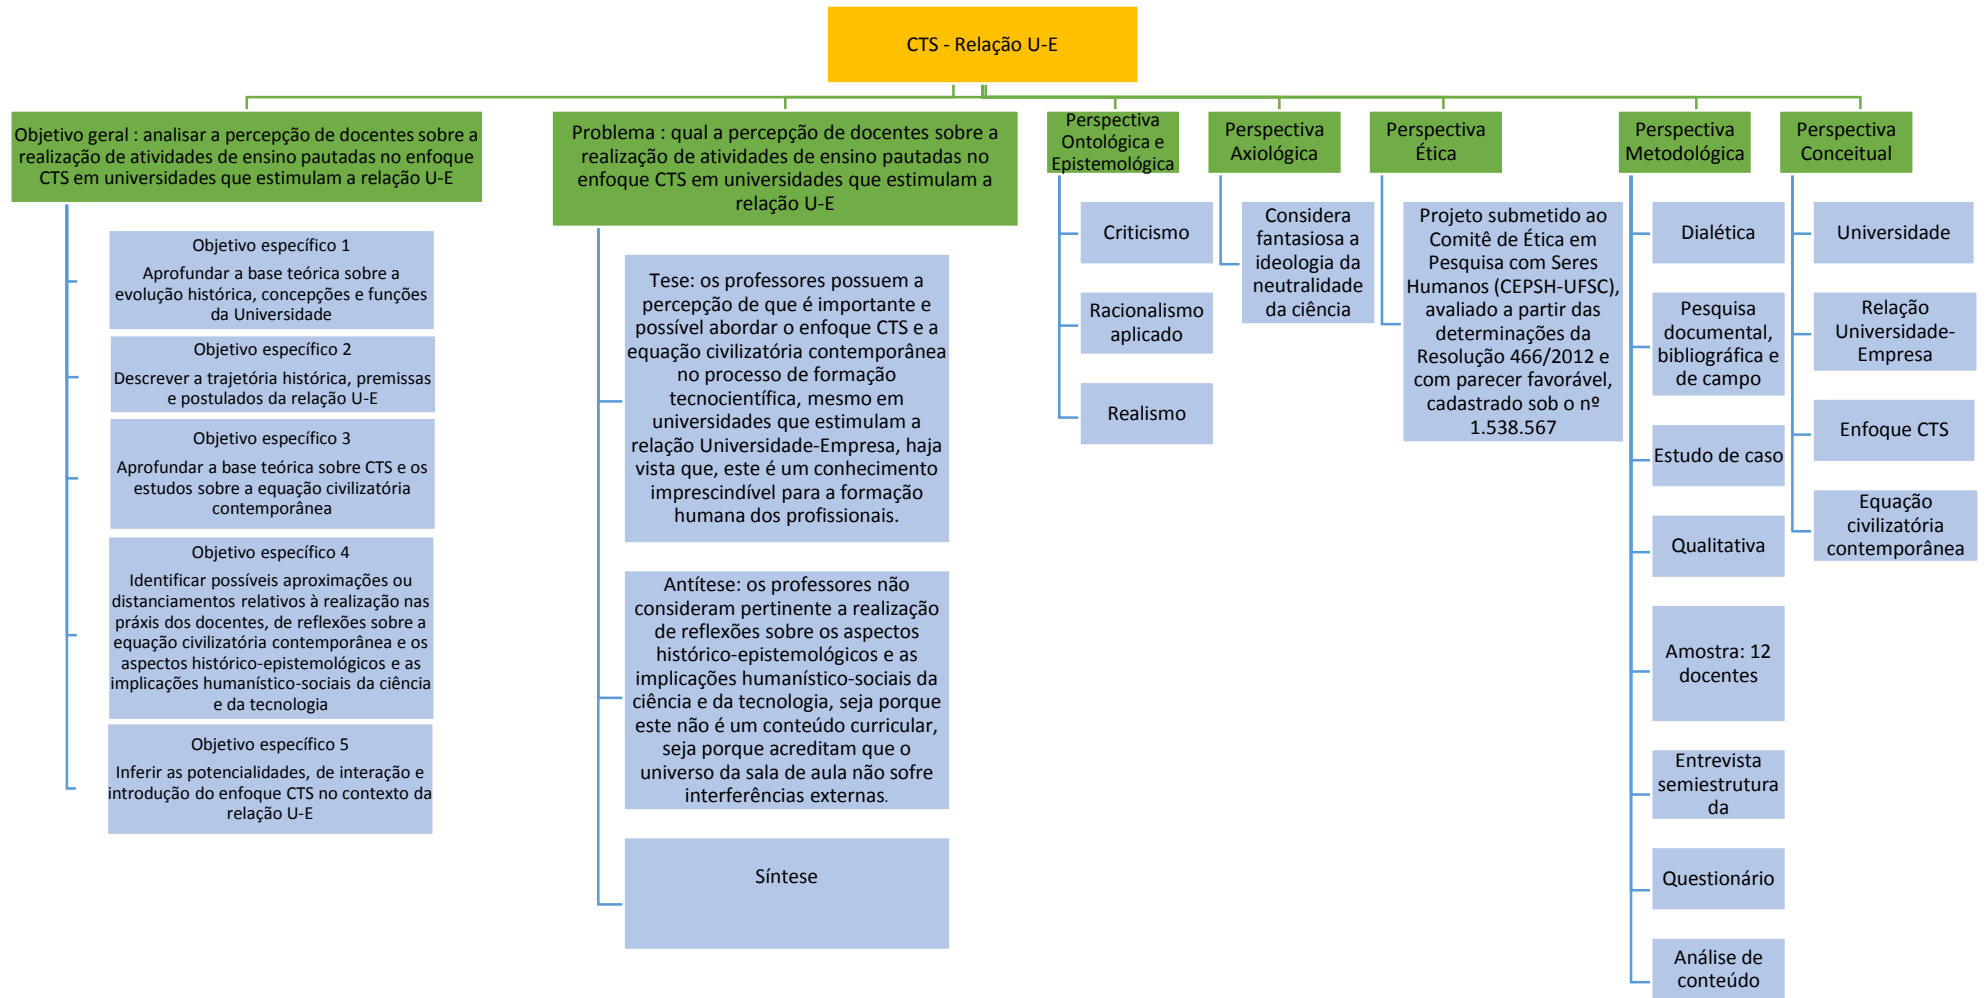 CTS - Relação U-E
Objetivo geral : analisar a percepção de docentes sobre a
realização de atividades de ensino pautadas no enfoque
CTS em universidades que estimulam a relação U-E
Objetivo específico 1
Aprofundar a base teórica sobre a
evolução histórica, concepções e funções
da Universidade
Objetivo específico 2
Descrever a trajetória histórica, premissas
e postulados da relação U-E
Objetivo específico 3
Aprofundar a base teórica sobre CTS e os
estudos sobre a equação civilizatória
contemporânea
Objetivo específico 4
Identificar possíveis aproximações ou
distanciamentos relativos à realização nas
práxis dos docentes, de reflexões sobre a
equação civilizatória contemporânea e os
aspectos histórico-epistemológicos e as
implicações humanístico-sociais da ciência
e da tecnologia
Objetivo específico 5
Inferir as potencialidades, de interação e
introdução do enfoque CTS no contexto da
relação U-E
Problema : qual a percepção de docentes sobre a
realização de atividades de ensino pautadas no
enfoque CTS em universidades que estimulam a
relação U-E
Tese: os professores possuem a
percepção de que é importante e
possível abordar o enfoque CTS e a
equação civilizatória contemporânea
no processo de formação
tecnocientífica, mesmo em
universidades que estimulam a
relação Universidade-Empresa, haja
vista que, este é um conhecimento
imprescindível para a formação
humana dos profissionais.
Antítese: os professores não
consideram pertinente a realização
de reflexões sobre os aspectos
histórico-epistemológicos e as
implicações humanístico-sociais da
ciência e da tecnologia, seja porque
este não é um conteúdo curricular,
seja porque acreditam que o
universo da sala de aula não sofre
interferências externas.
Síntese
Perspectiva
Ontológica e
Epistemológica
Criticismo
Racionalismo
aplicado
Realismo
Perspectiva
Axiológica
Considera
fantasiosa a
ideologia da
neutralidade
da ciência
Perspectiva
Ética
Projeto submetido ao
Comitê de Ética em
Pesquisa com Seres
Humanos (CEPSH-UFSC),
avaliado a partir das
determinações da
Resolução 466/2012 e
com parecer favorável,
cadastrado sob o nº
1.538.567
Perspectiva
Metodológica
Dialética
Pesquisa
documental,
bibliográfica e
de campo
Estudo de caso
Qualitativa
Amostra: 12
docentes
Entrevista
semiestrutura
da
Questionário
Análise de
conteúdo
Perspectiva
Conceitual
Universidade
Relação
Universidade-
Empresa
Enfoque CTS
Equação
civilizatória
contemporânea